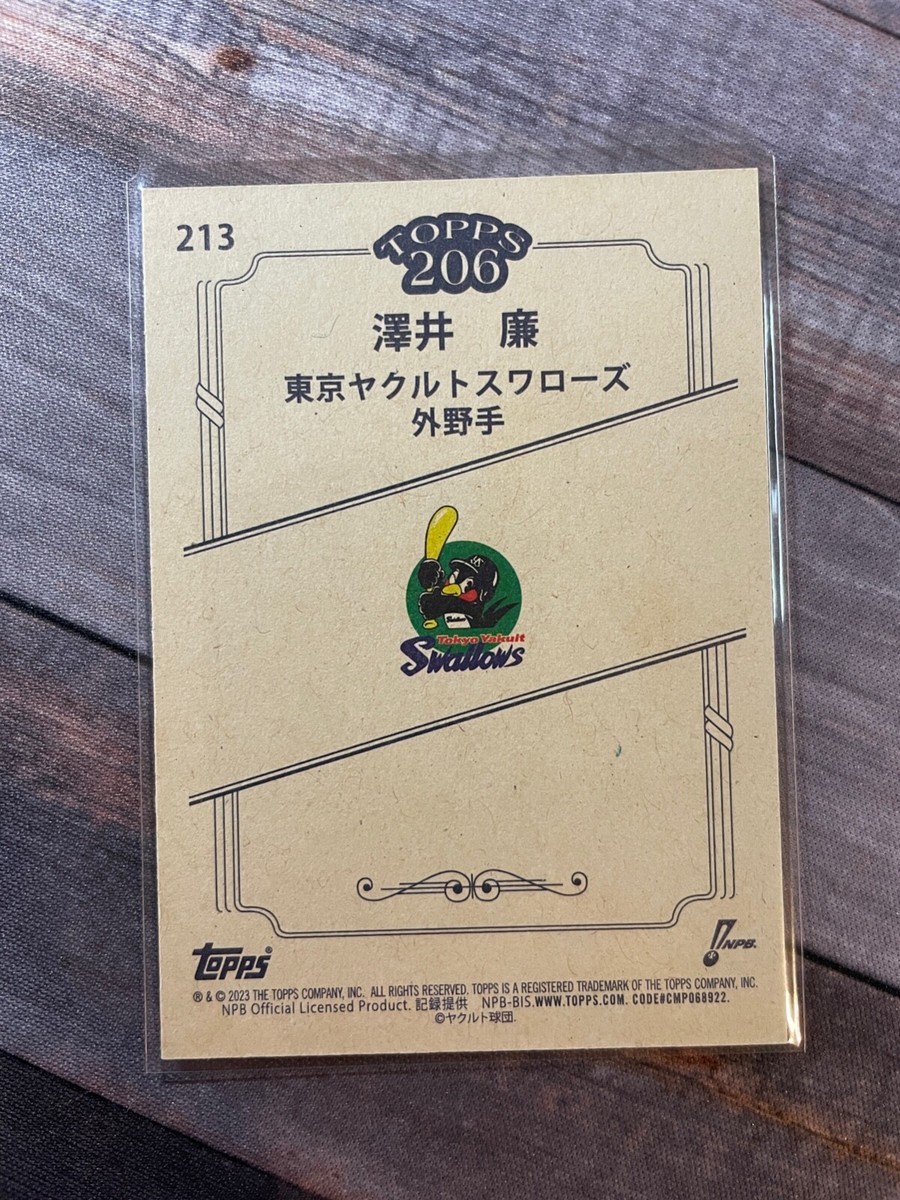 213
TOPPS
206
澤井 廉
東京ヤクルトスワローズ
外野手
Tokyo Yakult
Swallows
topps®
NPB.
® & © 2023 THE TOPPS COMPANY, INC. ALL RIGHTS RESERVED. TOPPS IS A REGISTERED TRADEMARK OF THE TOPPS COMPANY, INC.
NPB Official Licensed Product. 記録提供 NPB-BIS.WWW.TOPPS.COM. CODE#CMP068922.
©ヤクルト球団.